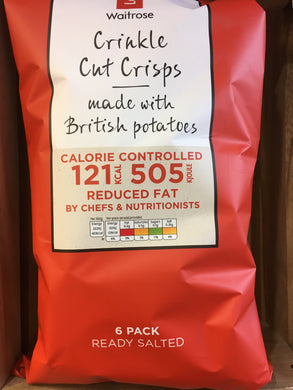 Waitrose
Crinkle
Cut Crisps
made with
British potatoes
CALORIE CONTROLLED
121 KCAL 505 KJOULE
REDUCED FAT
BY CHEFS & NUTRITIONISTS
6 PACK
READY SALTED